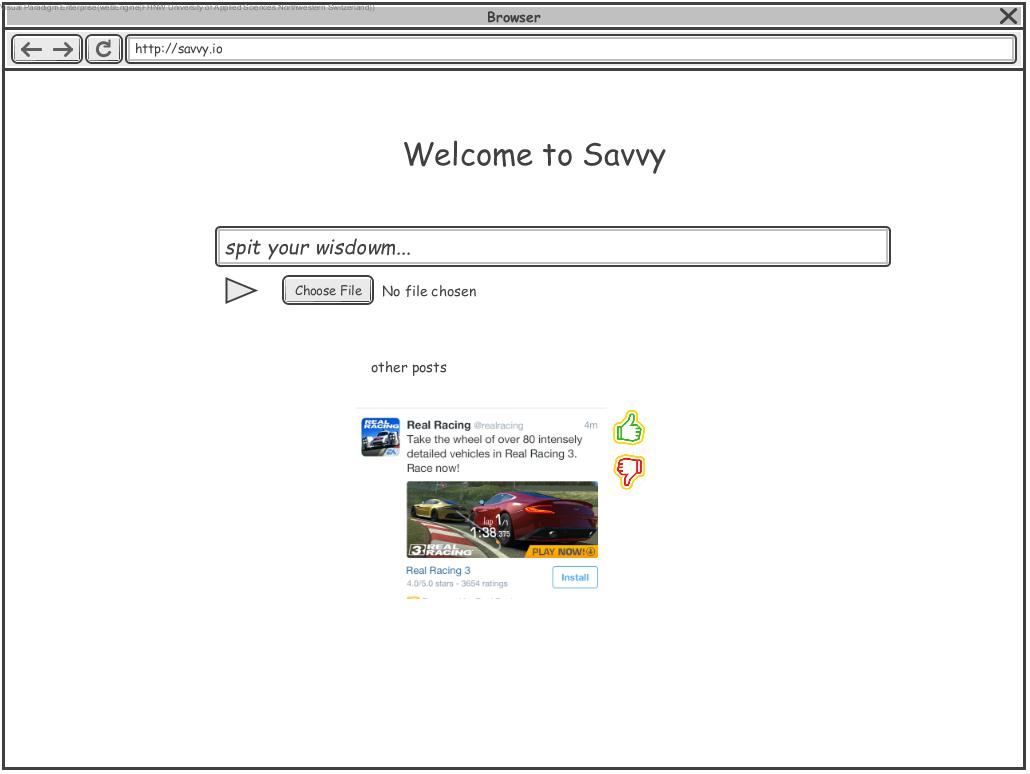 Visual Paradigm Enterprise(webEngine(FHNW University of Applied Sciences Northwestern Switzerland))
Browser
http://savvy.io
Welcome to Savvy
spit your wisdowm...
Choose File No file chosen
other posts
REAL RACING
EA
Real Racing @realracing 4m
Take the wheel of over 80 intensely
detailed vehicles in Real Racing 3.
Race now!
lap 1/1
1:38.375
3 REAL RACING
PLAY NOW!
Real Racing 3
4.0/5.0 stars - 3654 ratings
Install